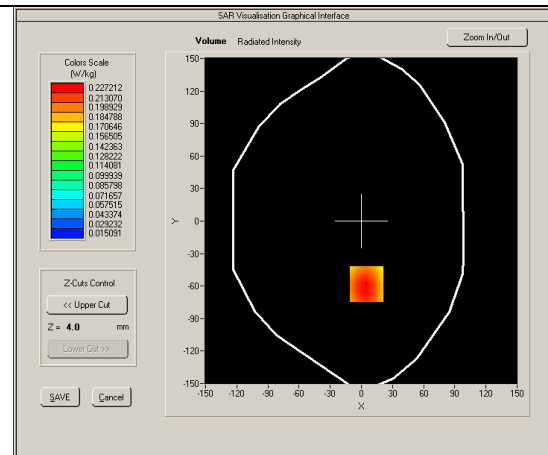 SAR Visualisation Graphical Interface
Volume Radiated Intensity
Zoom In/Out
Colors Scale
(W/kg)
0.227212
0.213070
0.198929
0.184788
0.170646
0.156505
0.142363
0.128222
0.114081
0.099939
0.085798
0.071657
0.057515
0.043374
0.029232
0.015091
Z-Cuts Control
<< Upper Cut
Z = 4.0 mm
Lower Cut >>
SAVE Cancel
150
120
90
60
30
0
-30
-60
-90
-120
-150
Y
-150 -120 -90 -60 -30 0 30 60 90 120 150
X